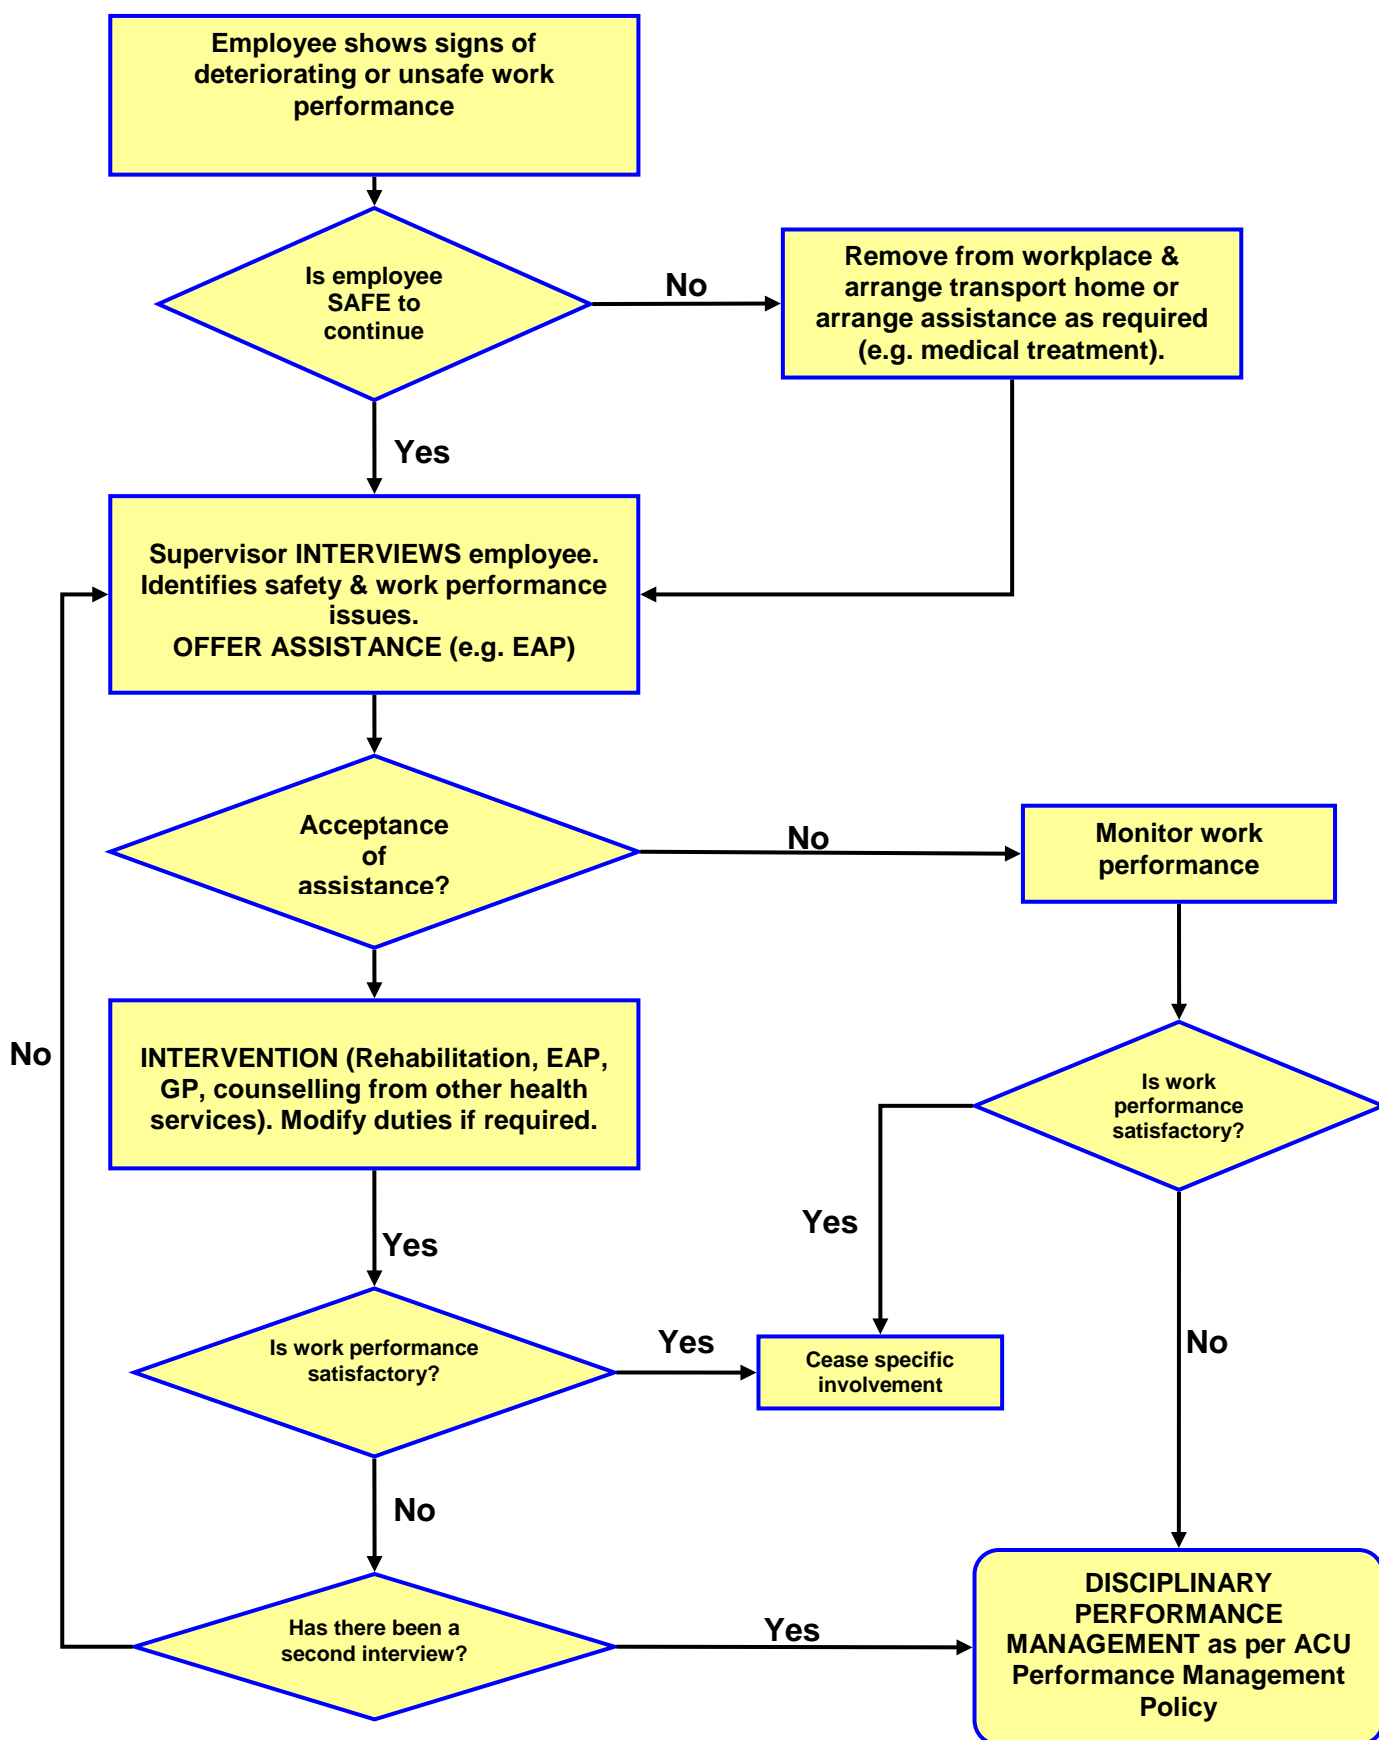 Employee shows signs of
deteriorating or unsafe work
performance
Is employee
SAFE to
continue
No
Remove from workplace &
arrange transport home or
arrange assistance as required
(e.g. medical treatment).
Yes
Supervisor INTERVIEWS employee.
Identifies safety & work performance
issues.
OFFER ASSISTANCE (e.g. EAP)
Acceptance
of
assistance?
No
Monitor work
performance
INTERVENTION (Rehabilitation, EAP,
GP, counselling from other health
services). Modify duties if required.
No
Is work
performance
satisfactory?
Yes
Yes
Is work performance
satisfactory?
Yes
Cease specific
involvement
No
No
Has there been a
second interview?
Yes
DISCIPLINARY
PERFORMANCE
MANAGEMENT as per ACU
Performance Management
Policy